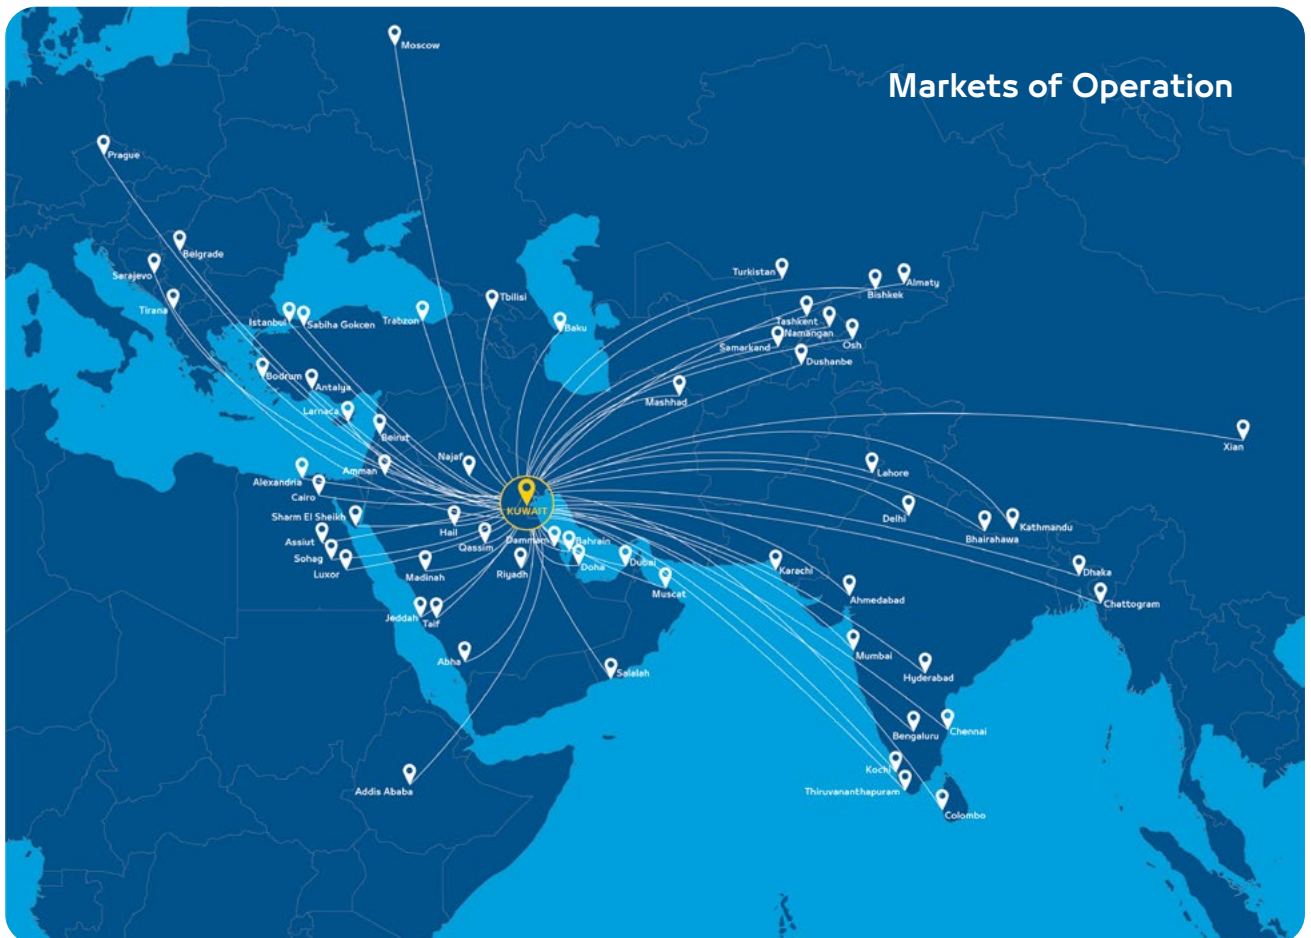 Moscow
Markets of Operation
Prague
Belgrade
Sarajevo
Tirana
Istanbul
Sabiha Gokcen
Trabzon
Tbilisi
Baku
Turkistan
Bishkek
Almaty
Tashkent
Namangan
Osh
Samarkand
Dushanbe
Mashhad
Bodrum
Antalya
Larnaca
Beirut
Amman
Najaf
Alexandria
Cairo
Sharm El Sheikh
Assiut
Sohag
Luxor
KUWAIT
Hail
Qassim
Dammam
Bahrain
Doha
Dubai
Muscat
Riyadh
Madinah
Jeddah
Taif
Abha
Salalah
Addis Ababa
Xian
Lahore
Delhi
Kathmandu
Bhairahawa
Dhaka
Chattogram
Karachi
Ahmedabad
Mumbai
Hyderabad
Bengaluru
Chennai
Kochi
Thiruvananthapuram
Colombo